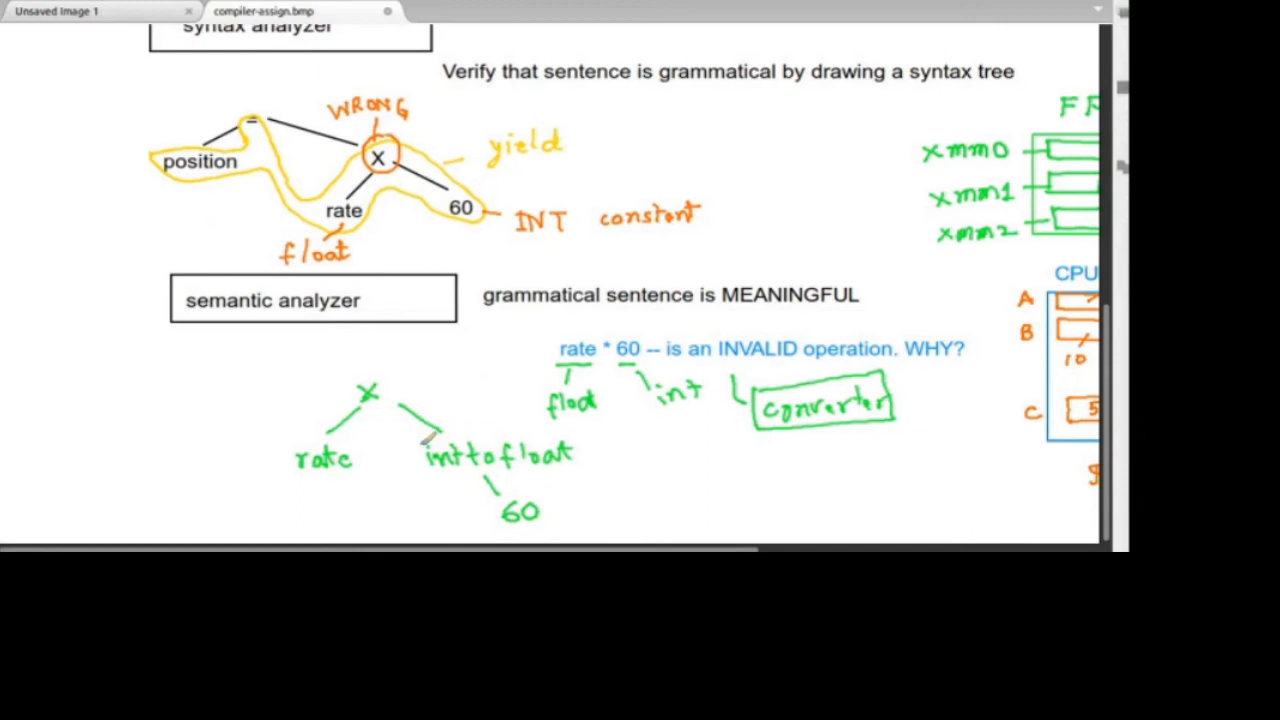 Unsaved Image 1
compiler-assign.bmp
syntax analyzer
Verify that sentence is grammatical by drawing a syntax tree
WRONG
=
position
X
yield
rate
60
INT constant
float
FF
xmm0
xmm1
xmm2
CPU
A
B
10
C
5
semantic analyzer
grammatical sentence is MEANINGFUL
rate * 60 -- is an INVALID operation. WHY?
float
int
converter
X
rate
inttofloat
60